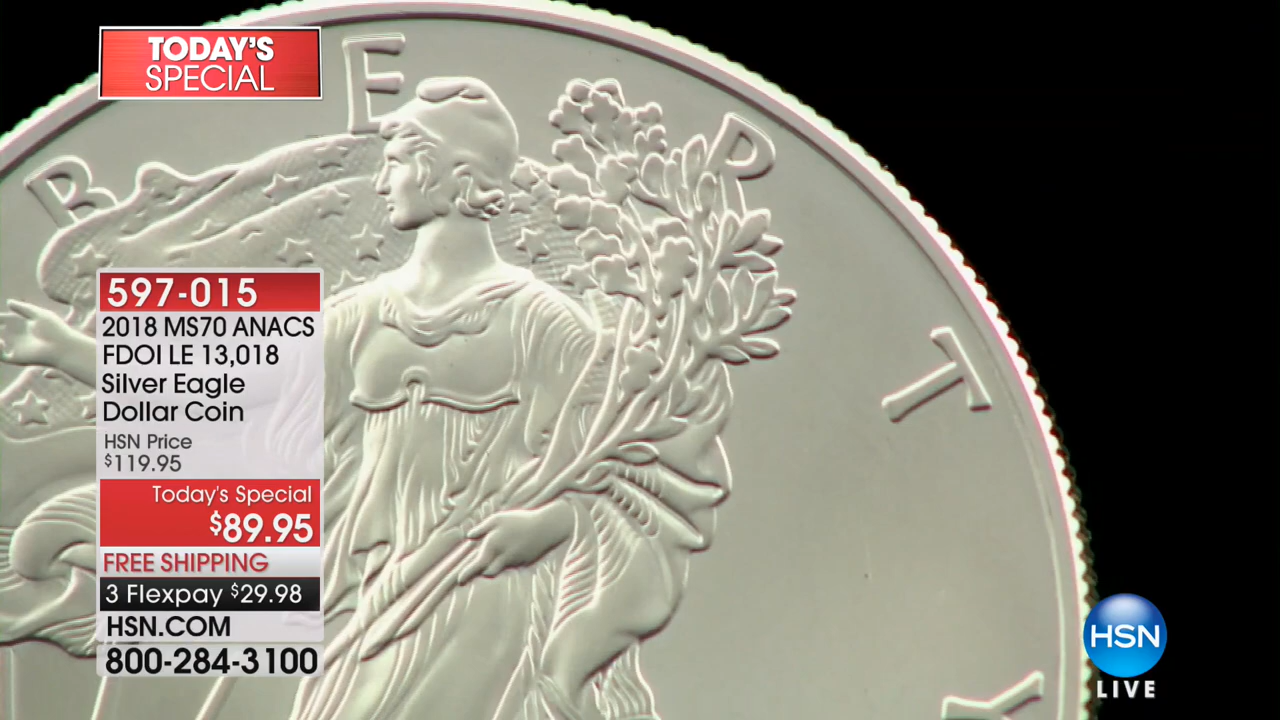 TODAY'S
SPECIAL
B E R T Y
597-015
2018 MS70 ANACS
FDOI LE 13,018
Silver Eagle
Dollar Coin
HSN Price
$119.95
Today's Special
$89.95
FREE SHIPPING
3 Flexpay $29.98
HSN.COM
800-284-3100
HSN
LIVE